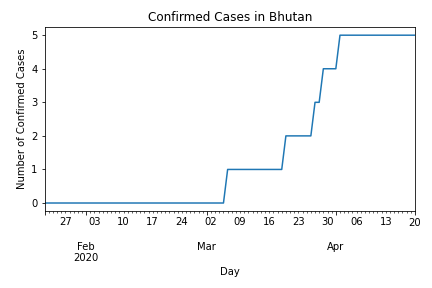 Confirmed Cases in Bhutan
Number of Confirmed Cases
5
4
3
2
1
0
27 03 10 17 24 02 09 16 23 30 06 13 20
Feb Mar Apr
2020
Day